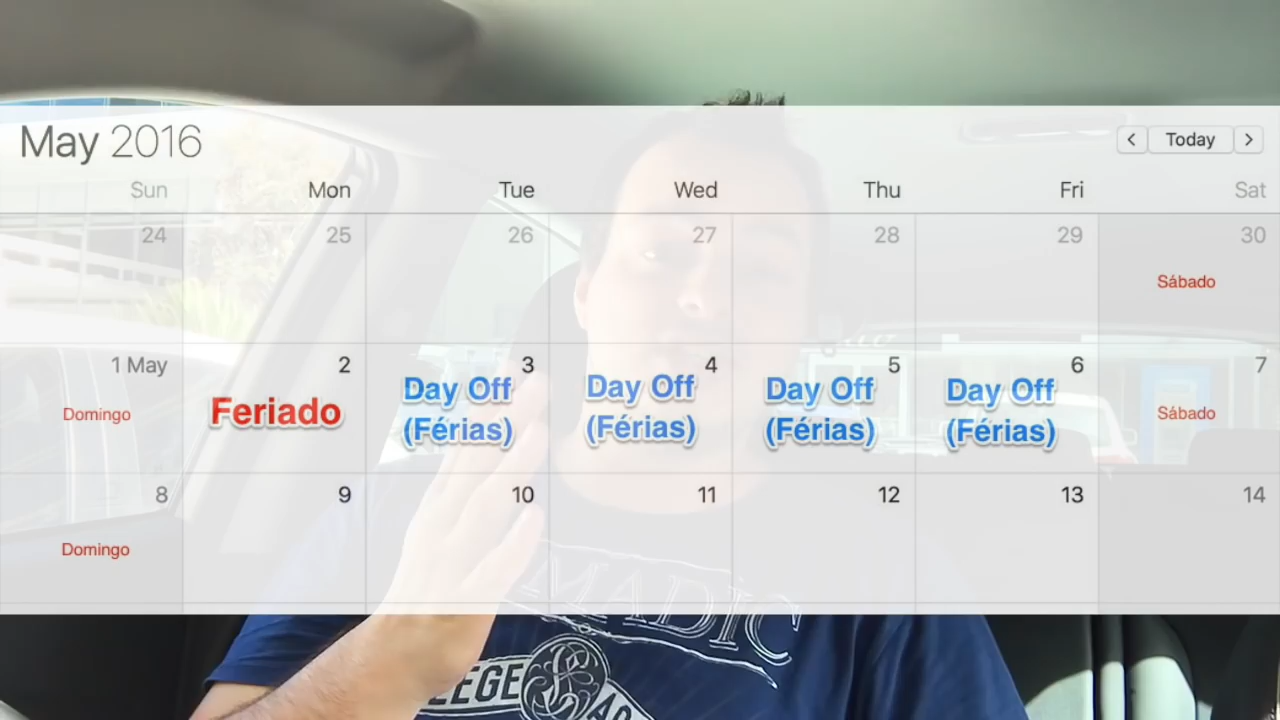 May 2016
Today
Sun Mon Tue Wed Thu Fri Sat
24 25 26 27 28 29 30
Sábado
1 May 2 3 4 5 6 7
Domingo Feriado Day Off (Férias) Day Off (Férias) Day Off (Férias) Day Off (Férias) Sábado
8 9 10 11 12 13 14
Domingo